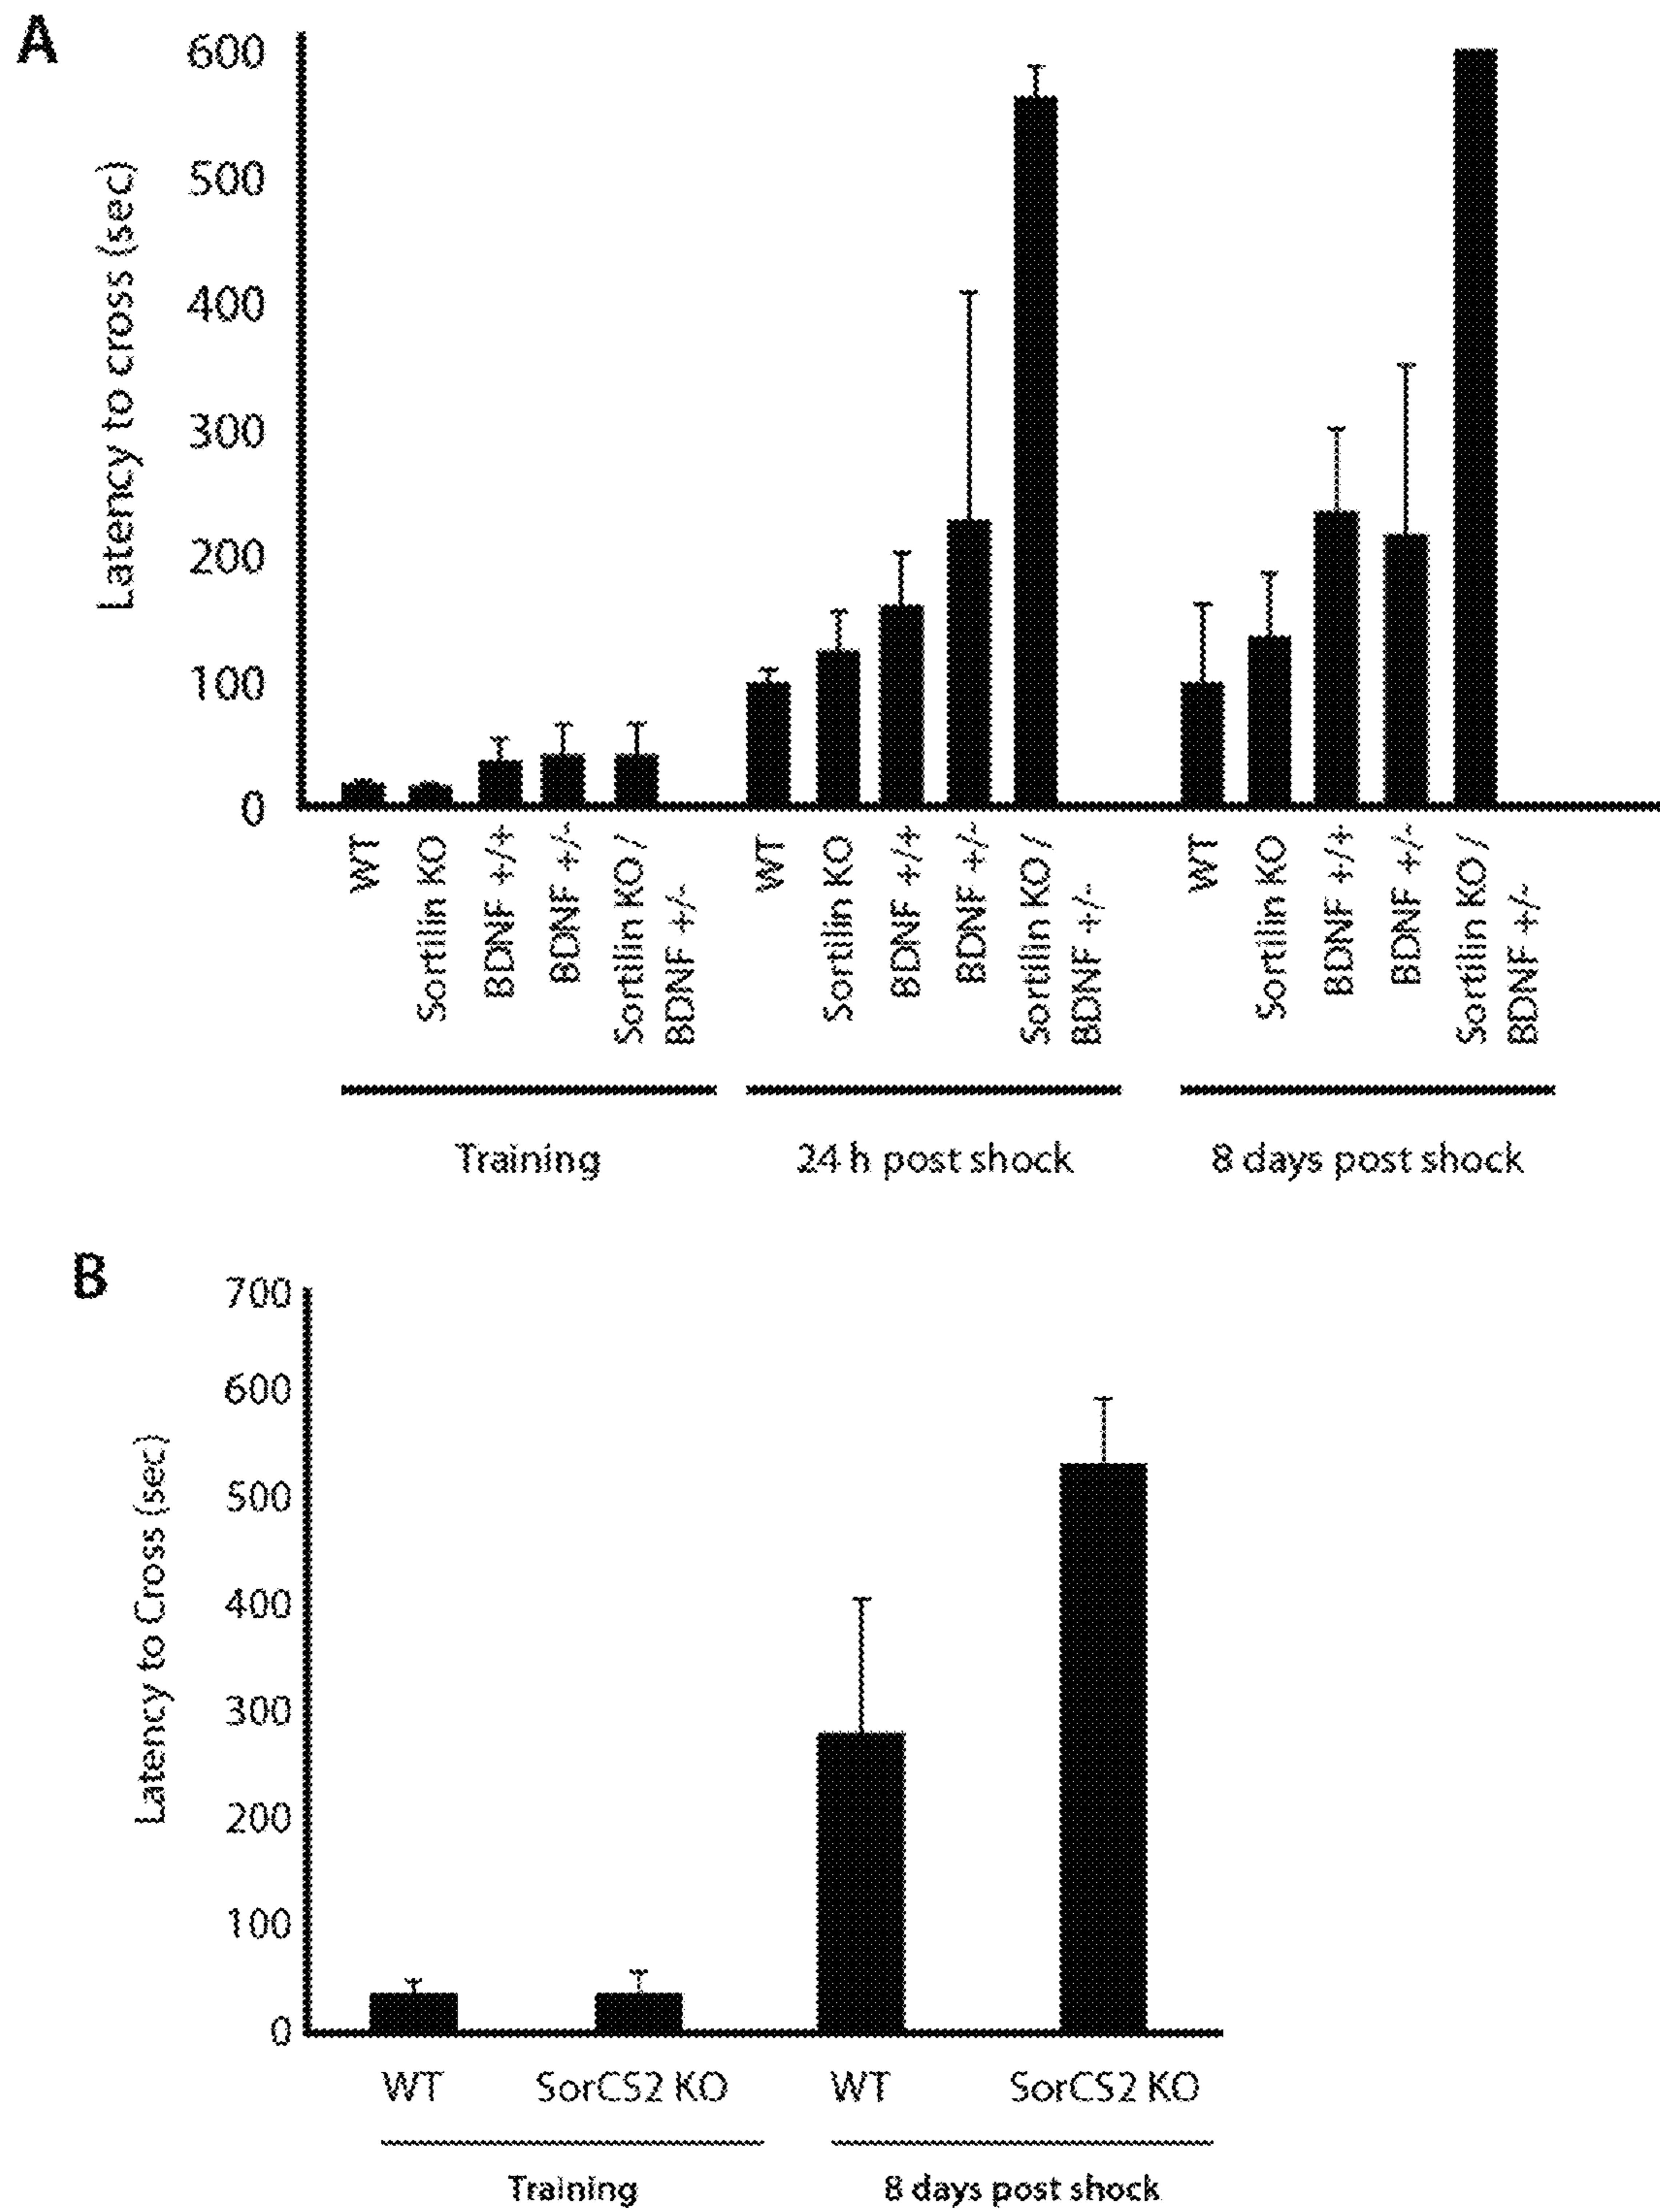 A
Latency to cross (sec)
600
500
400
300
200
100
0
WT
Sortilin KO
BDNF +/+
BDNF +/-
Sortilin KO /
BDNF +/-
WT
Sortilin KO
BDNF +/+
BDNF +/-
Sortilin KO /
BDNF +/-
WT
Sortilin KO
BDNF +/+
BDNF +/-
Sortilin KO /
BDNF +/-
Training
24 h post shock
8 days post shock
B
Latency to Cross (sec)
700
600
500
400
300
200
100
0
WT
SorCS2 KO
WT
SorCS2 KO
Training
8 days post shock